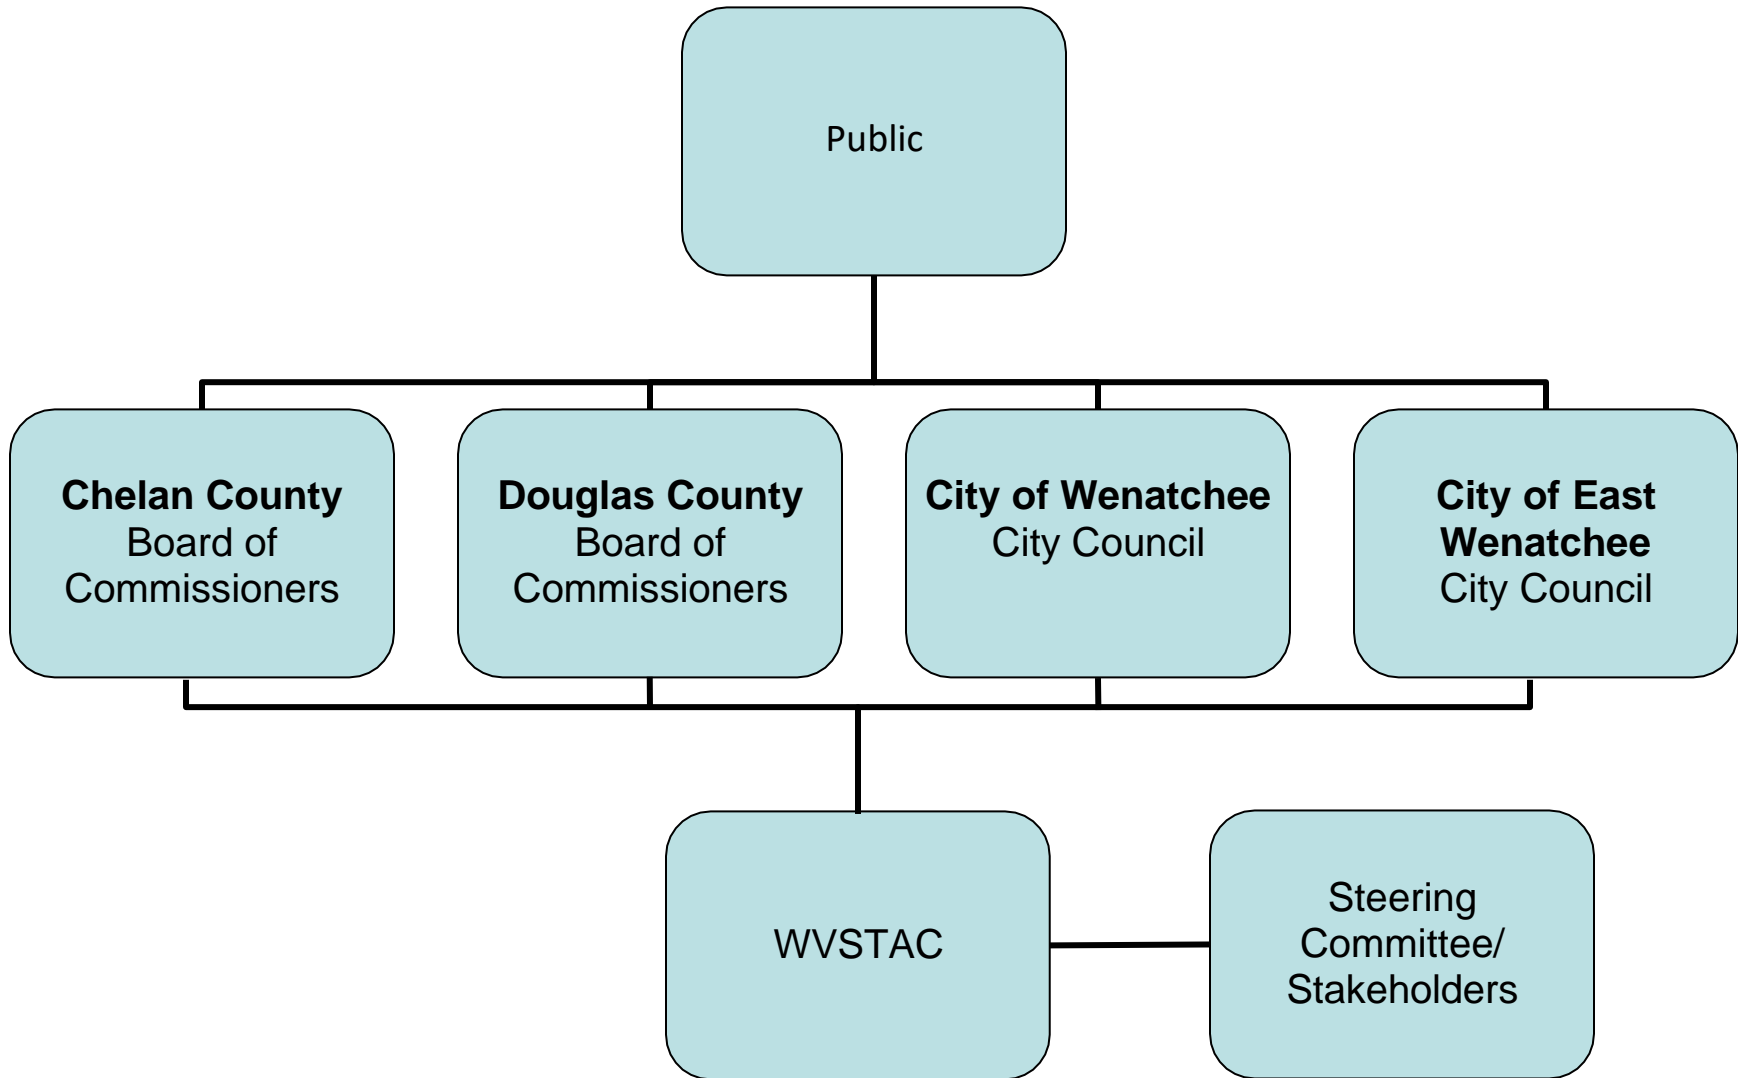 Public
Chelan County
Board of
Commissioners
Douglas County
Board of
Commissioners
City of Wenatchee
City Council
City of East
Wenatchee
City Council
WVSTAC
Steering
Committee/
Stakeholders